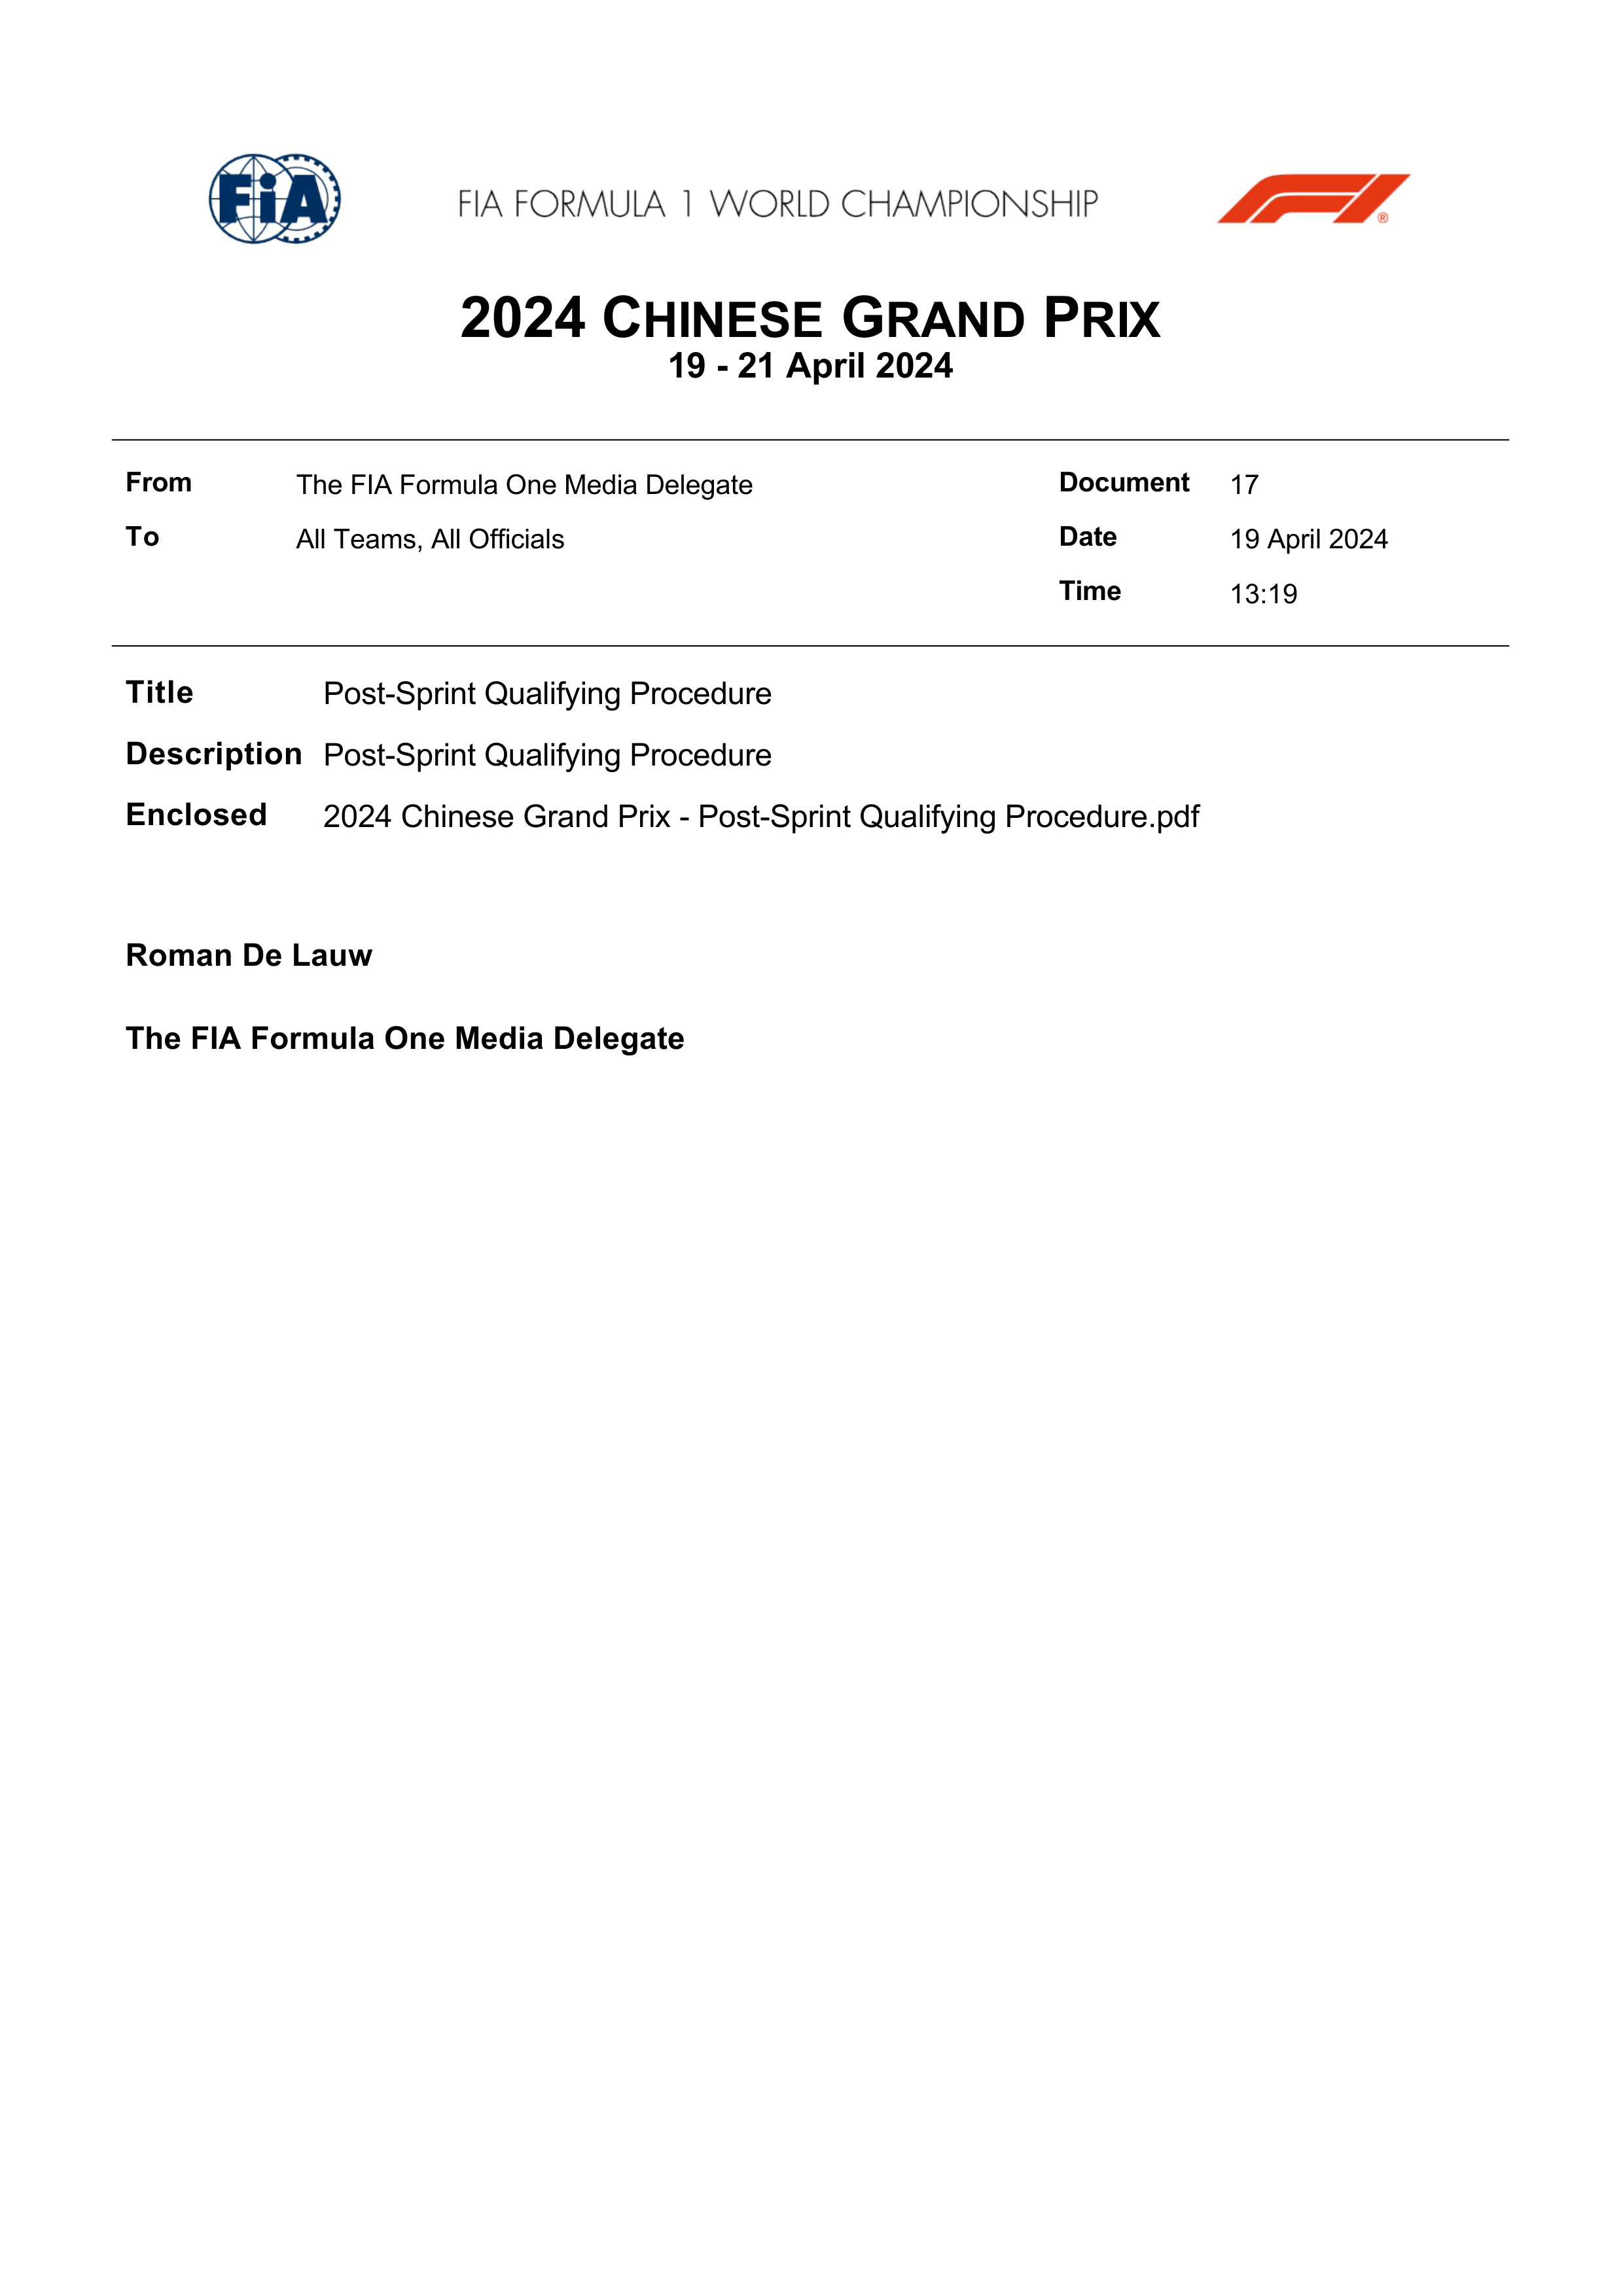 FiA
FIA FORMULA 1 WORLD CHAMPIONSHIP
F1®
2024 CHINESE GRAND PRIX
19 - 21 April 2024
From The FIA Formula One Media Delegate Document 17
To All Teams, All Officials Date 19 April 2024
Time 13:19
Title Post-Sprint Qualifying Procedure
Description Post-Sprint Qualifying Procedure
Enclosed 2024 Chinese Grand Prix - Post-Sprint Qualifying Procedure.pdf
Roman De Lauw
The FIA Formula One Media Delegate